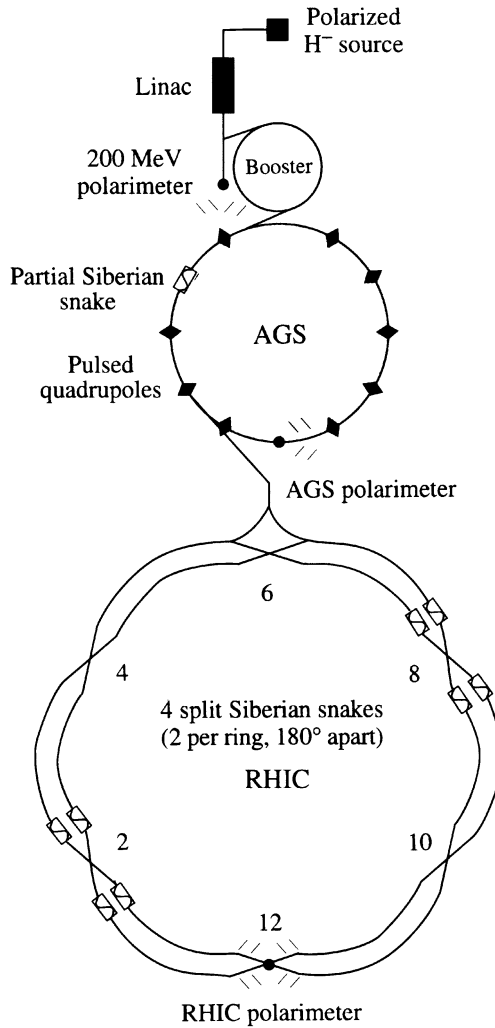 Polarized
H⁻ source
Linac
200 MeV
polarimeter
Booster
Partial Siberian
snake
AGS
Pulsed
quadrupoles
AGS polarimeter
6
4
8
4 split Siberian snakes
(2 per ring, 180° apart)
RHIC
2
10
12
RHIC polarimeter